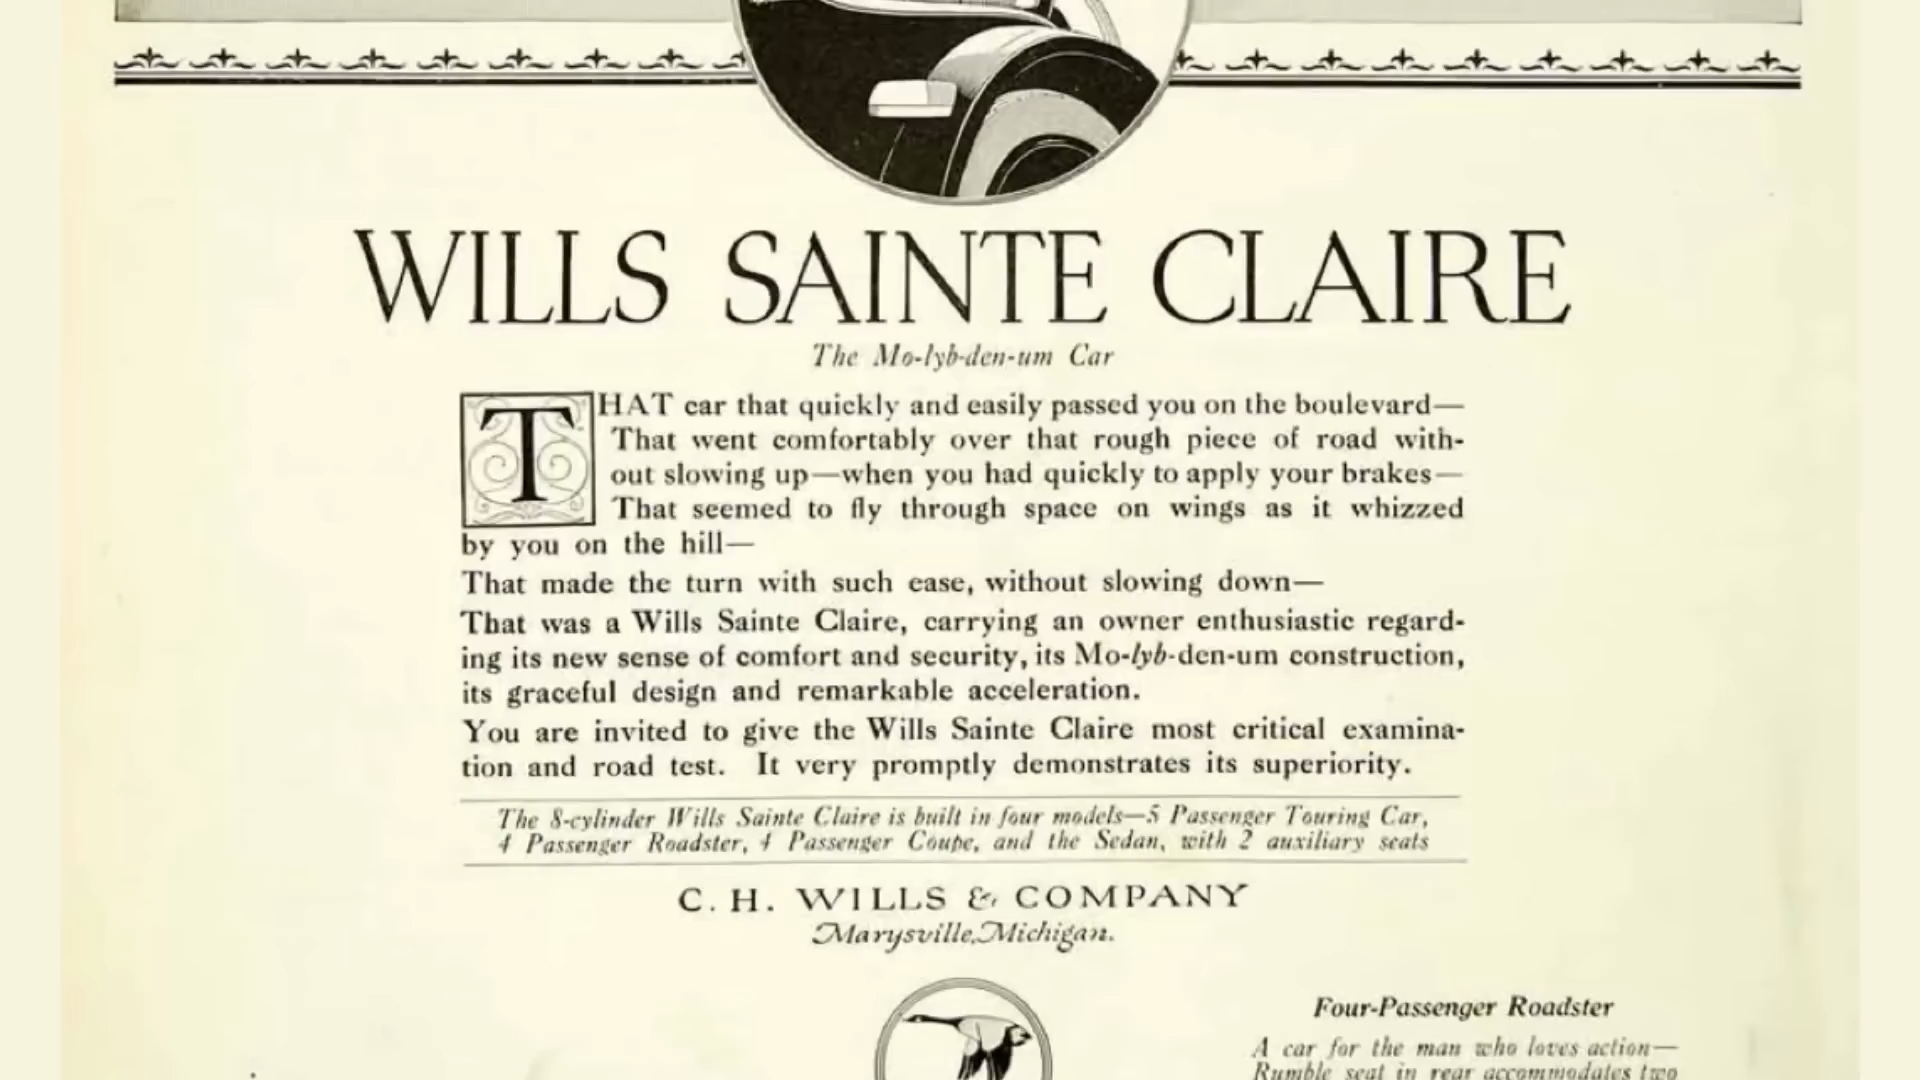 WILLS SAINTE CLAIRE
The Mo-lyb-den-um Car
THAT car that quickly and easily passed you on the boulevard—
That went comfortably over that rough piece of road with-
out slowing up—when you had quickly to apply your brakes—
That seemed to fly through space on wings as it whizzed
by you on the hill—
That made the turn with such ease, without slowing down—
That was a Wills Sainte Claire, carrying an owner enthusiastic regard-
ing its new sense of comfort and security, its Mo-lyb-den-um construction,
its graceful design and remarkable acceleration.
You are invited to give the Wills Sainte Claire most critical examina-
tion and road test. It very promptly demonstrates its superiority.
The 8-cylinder Wills Sainte Claire is built in four models—5 Passenger Touring Car,
4 Passenger Roadster, 4 Passenger Coupe, and the Sedan, with 2 auxiliary seats
C. H. WILLS & COMPANY
Marysville, Michigan.
Four-Passenger Roadster
A car for the man who loves action—
Rumble seat in rear accommodates two